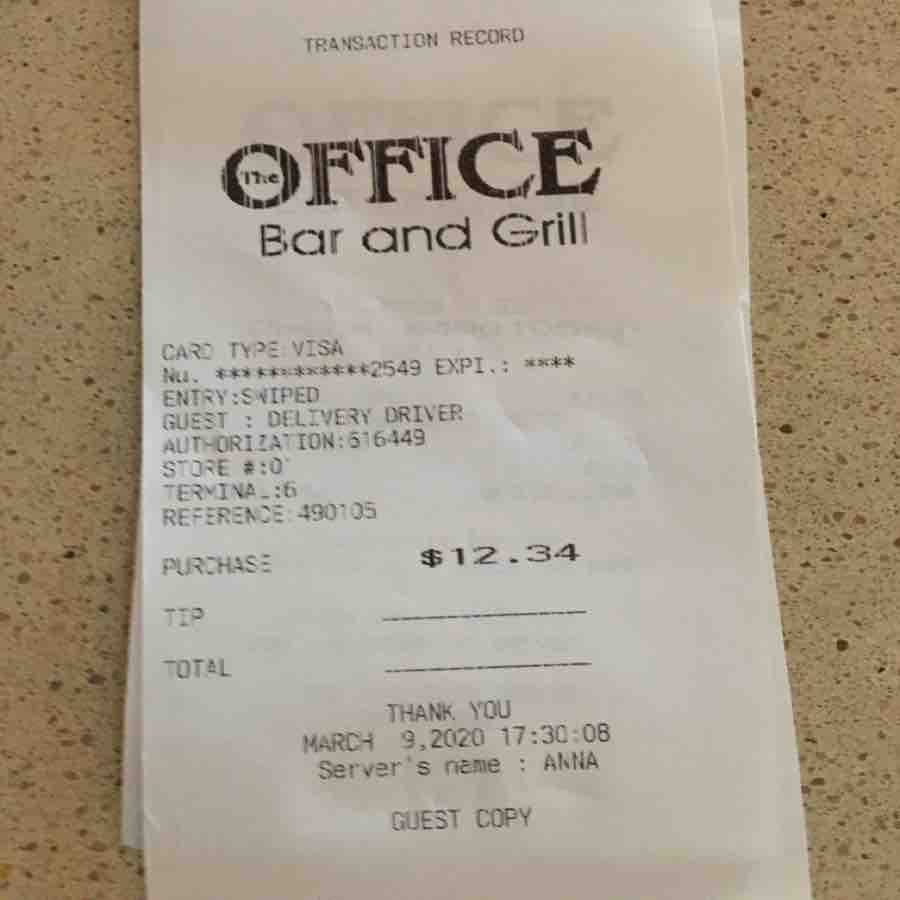 TRANSACTION RECORD
The OFFICE
Bar and Grill
CARD TYPE:VISA
Nu. ************2549 EXPI.: ****
ENTRY:SWIPED
GUEST : DELIVERY DRIVER
AUTHORIZATION:616449
STORE #:0
TERMINAL:6
REFERENCE:490105
PURCHASE $12.34
TIP
TOTAL
THANK YOU
MARCH 9,2020 17:30:08
Server's name : ANNA
GUEST COPY